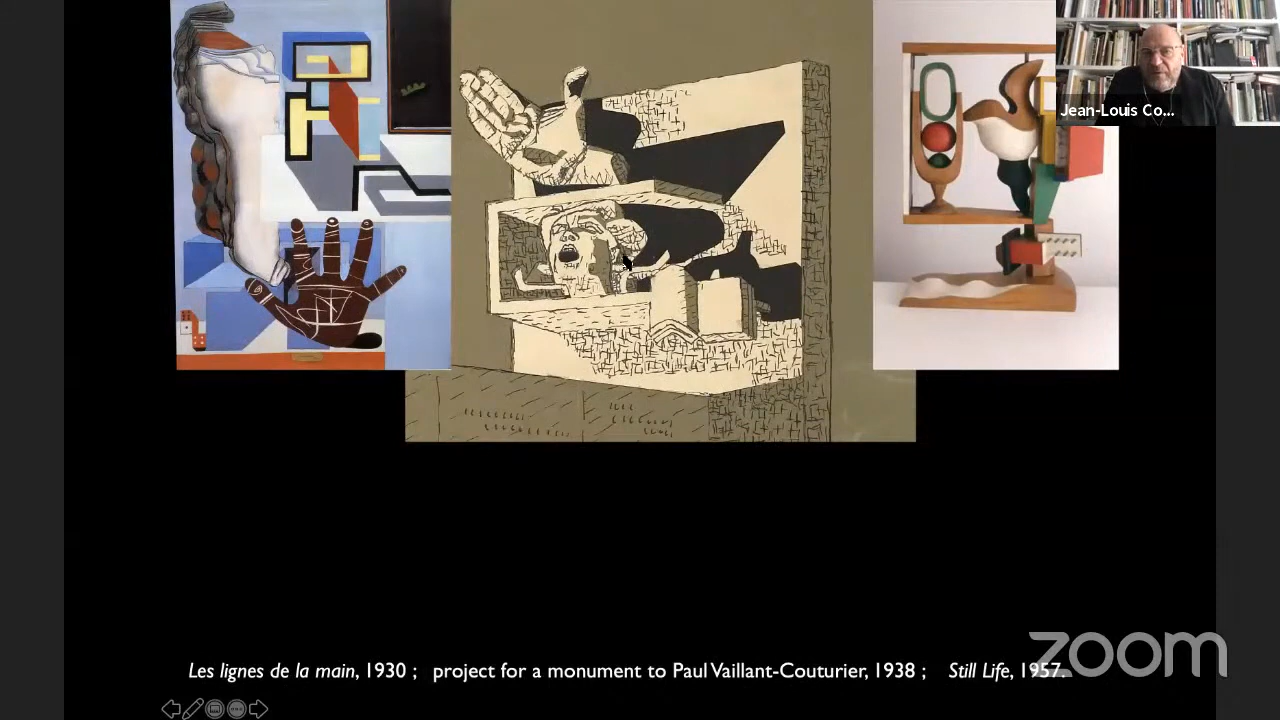 Jean-Louis Co...
zoom
Les lignes de la main, 1930 ; project for a monument to Paul Vaillant-Couturier, 1938 ; Still Life, 1957.